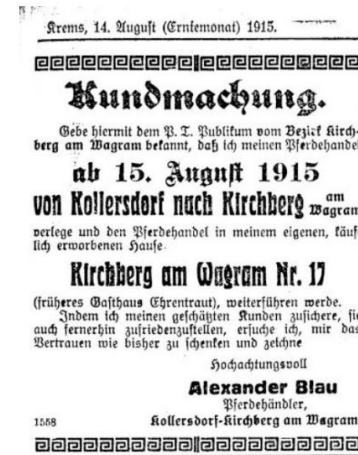 Krems, 14. August (Erntemonat) 1915.
Kundmachung.
Gebe hiermit dem P. T. Publikum vom Bezirk Kirch-
berg am Wagram bekannt, daß ich meinen Pferdehandel
ab 15. August 1915
von Kollersdorf nach Kirchberg am Wagram
verlege und den Pferdehandel in meinem eigenen, käuf-
lich erworbenen Hause
Kirchberg am Wagram Nr. 17
(früheres Gasthaus Ehrentraut), weiterführen werde.
Indem ich meinen geschätzten Kunden zusichere, sie
auch fernerhin zufriedenzustellen, ersuche ich, mir das
Vertrauen wie bisher zu schenken und zeichne
Hochachtungsvoll
Alexander Blau
Pferdehändler,
1558 Kollersdorf-Kirchberg am Wagram